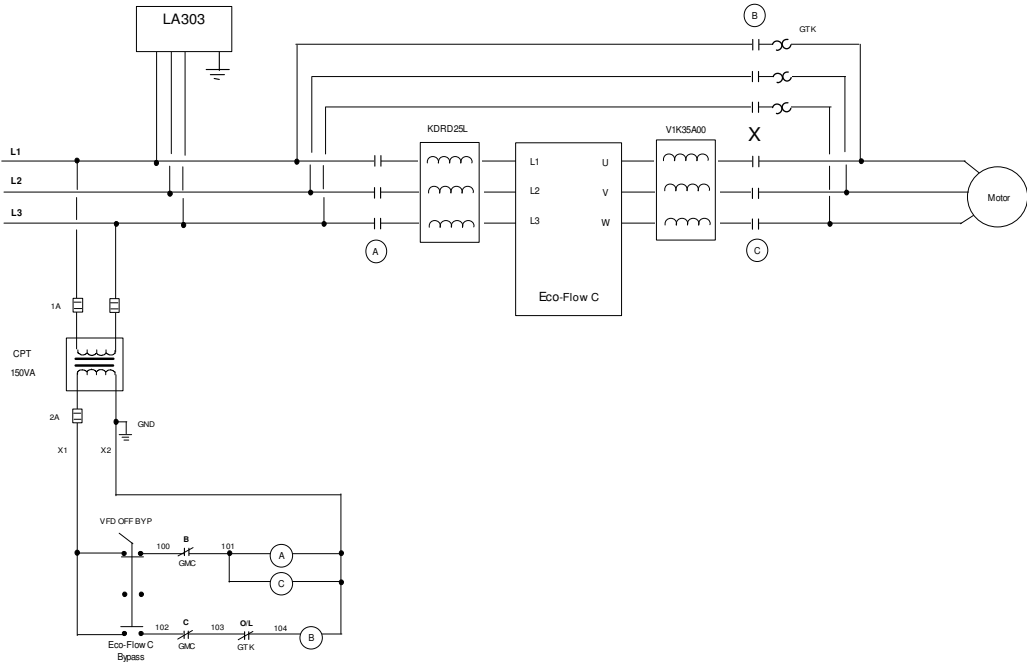 LA303
B
GTK
KDRD25L
V1K35A00
X
L1
L1
U
L2
L2
V
Motor
L3
L3
W
A
C
Eco-Flow C
1A
CPT
150VA
2A
GND
X1
X2
VFD OFF BYP
B
100
101
GMC
A
C
C
O/L
102
103
104
B
GMC
GTK
Eco-Flow C
Bypass